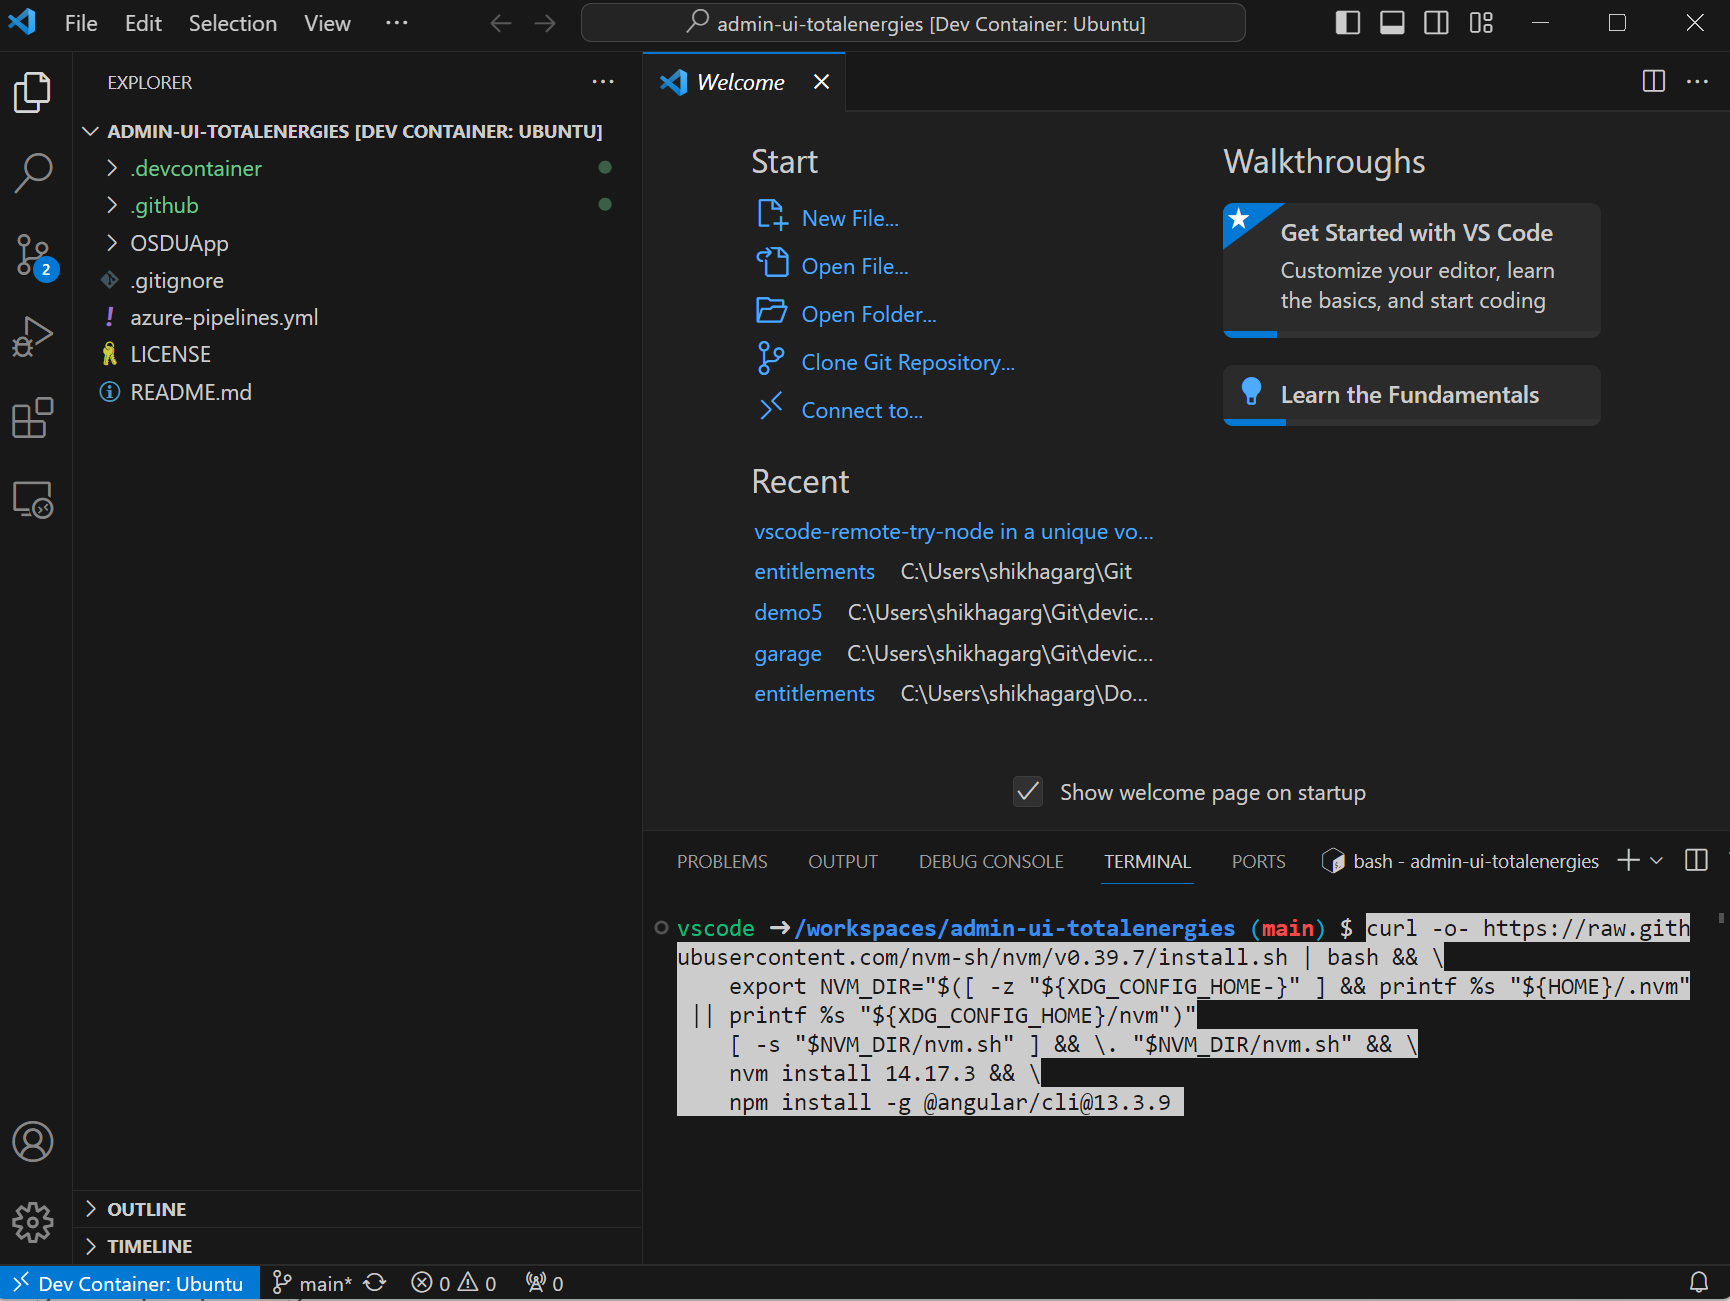 File Edit Selection View ···
admin-ui-totalenergies [Dev Container: Ubuntu]
EXPLORER
ADMIN-UI-TOTALENERGIES [DEV CONTAINER: UBUNTU]
.devcontainer
.github
OSDUApp
.gitignore
azure-pipelines.yml
LICENSE
README.md
2
OUTLINE
TIMELINE
Welcome
Start
New File...
Open File...
Open Folder...
Clone Git Repository...
Connect to...
Recent
vscode-remote-try-node in a unique vo...
entitlements C:\Users\shikhagarg\Git
demo5 C:\Users\shikhagarg\Git\devic...
garage C:\Users\shikhagarg\Git\devic...
entitlements C:\Users\shikhagarg\Do...
Walkthroughs
Get Started with VS Code
Customize your editor, learn
the basics, and start coding
Learn the Fundamentals
Show welcome page on startup
PROBLEMS OUTPUT DEBUG CONSOLE TERMINAL PORTS bash - admin-ui-totalenergies
vscode ➜ /workspaces/admin-ui-totalenergies (main) $ curl -o- https://raw.gith
ubusercontent.com/nvm-sh/nvm/v0.39.7/install.sh | bash && \
export NVM_DIR="$([ -z "${XDG_CONFIG_HOME-}" ] && printf %s "${HOME}/.nvm"
|| printf %s "${XDG_CONFIG_HOME}/nvm")"
[ -s "$NVM_DIR/nvm.sh" ] && \. "$NVM_DIR/nvm.sh" && \
nvm install 14.17.3 && \
npm install -g @angular/cli@13.3.9
Dev Container: Ubuntu main* 0 0 0